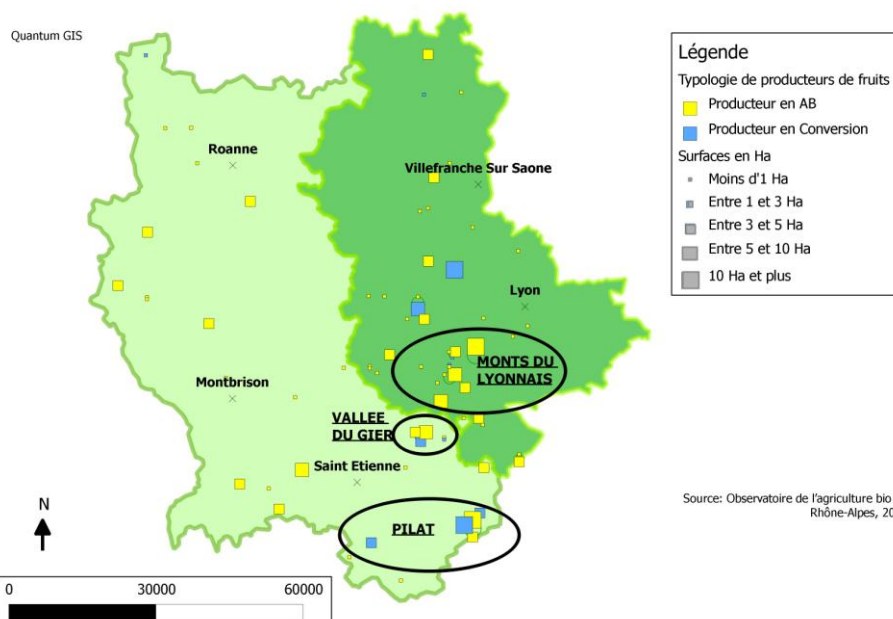 Quantum GIS
Roanne
Villefranche Sur Saone
Lyon
MONTS DU
LYONNAIS
Montbrison
VALLEE
DU GIER
Saint Etienne
PILAT
N
0 30000 60000
Légende
Typologie de producteurs de fruits
Producteur en AB
Producteur en Conversion
Surfaces en Ha
Moins d'1 Ha
Entre 1 et 3 Ha
Entre 3 et 5 Ha
Entre 5 et 10 Ha
10 Ha et plus
Source: Observatoire de l'agriculture bio
Rhône-Alpes, 20